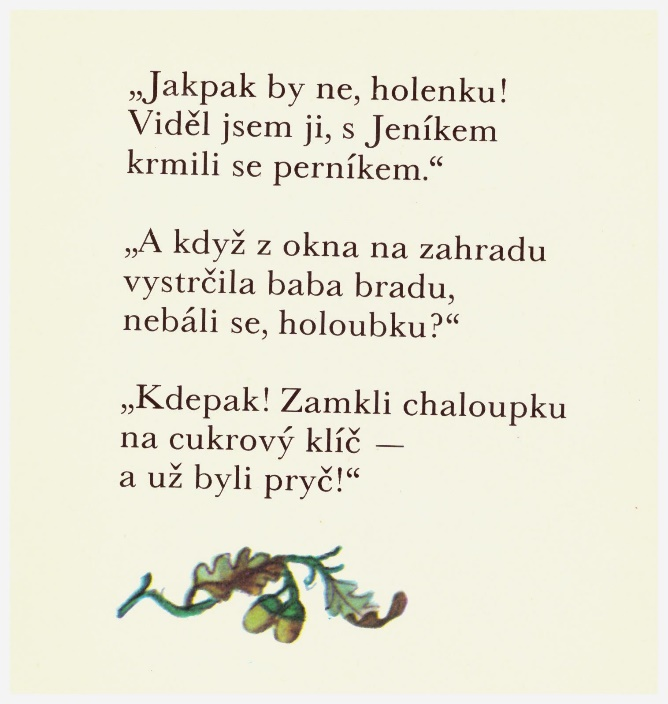 „Jakpak by ne, holenku!
Viděl jsem ji, s Jeníkem
krmili se perníkem.“
„A když z okna na zahradu
vystrčila baba bradu,
nebáli se, holoubku?“
„Kdepak! Zamkli chaloupku
na cukrový klíč —
a už byli pryč!“